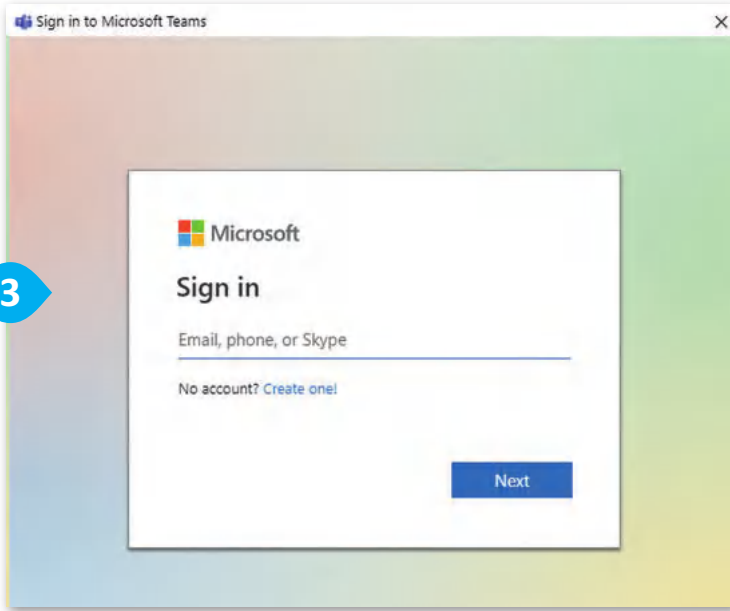 Sign in to Microsoft Teams
Microsoft
Sign in
3
Email, phone, or Skype
No account? Create one!
Next